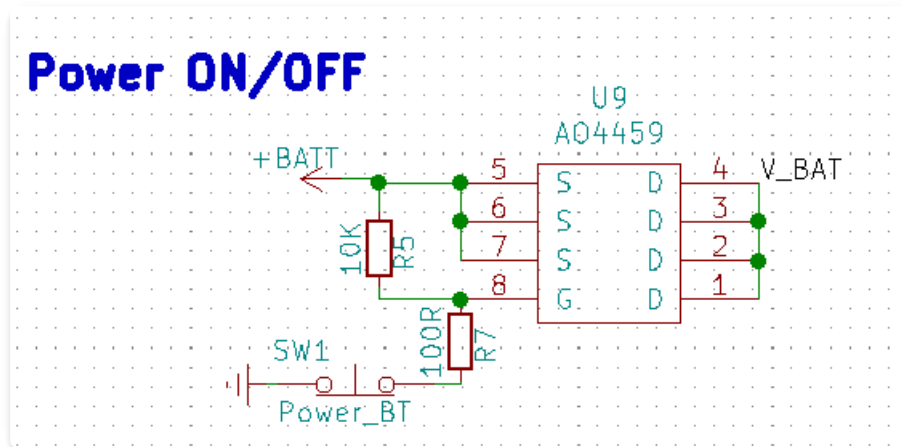 Power ON/OFF
U9
AO4459
+BATT
V_BAT
5 S D 4
6 S D 3
7 S D 2
8 G D 1
10K
R5
100R
R7
SW1
Power_BT